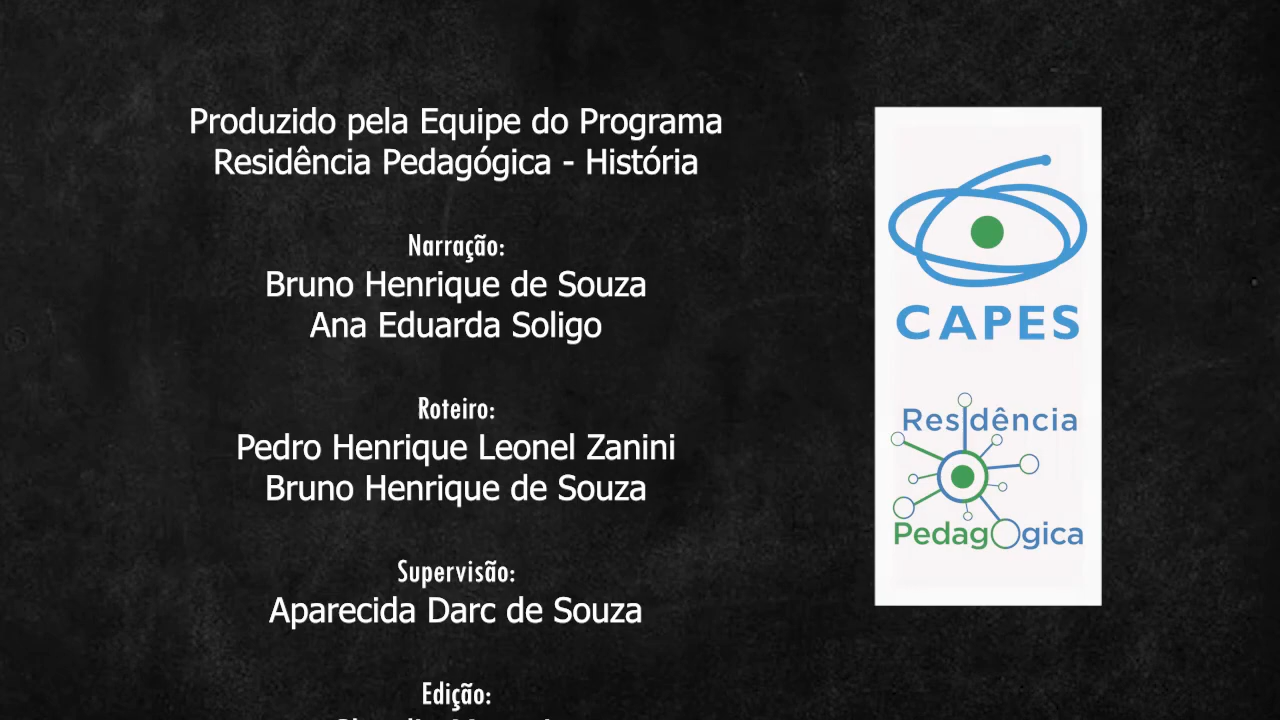 Produzido pela Equipe do Programa
Residência Pedagógica - História
Narração:
Bruno Henrique de Souza
Ana Eduarda Soligo
Roteiro:
Pedro Henrique Leonel Zanini
Bruno Henrique de Souza
Supervisão:
Aparecida Darc de Souza
Edição:
CAPES
Residência
Pedagógica